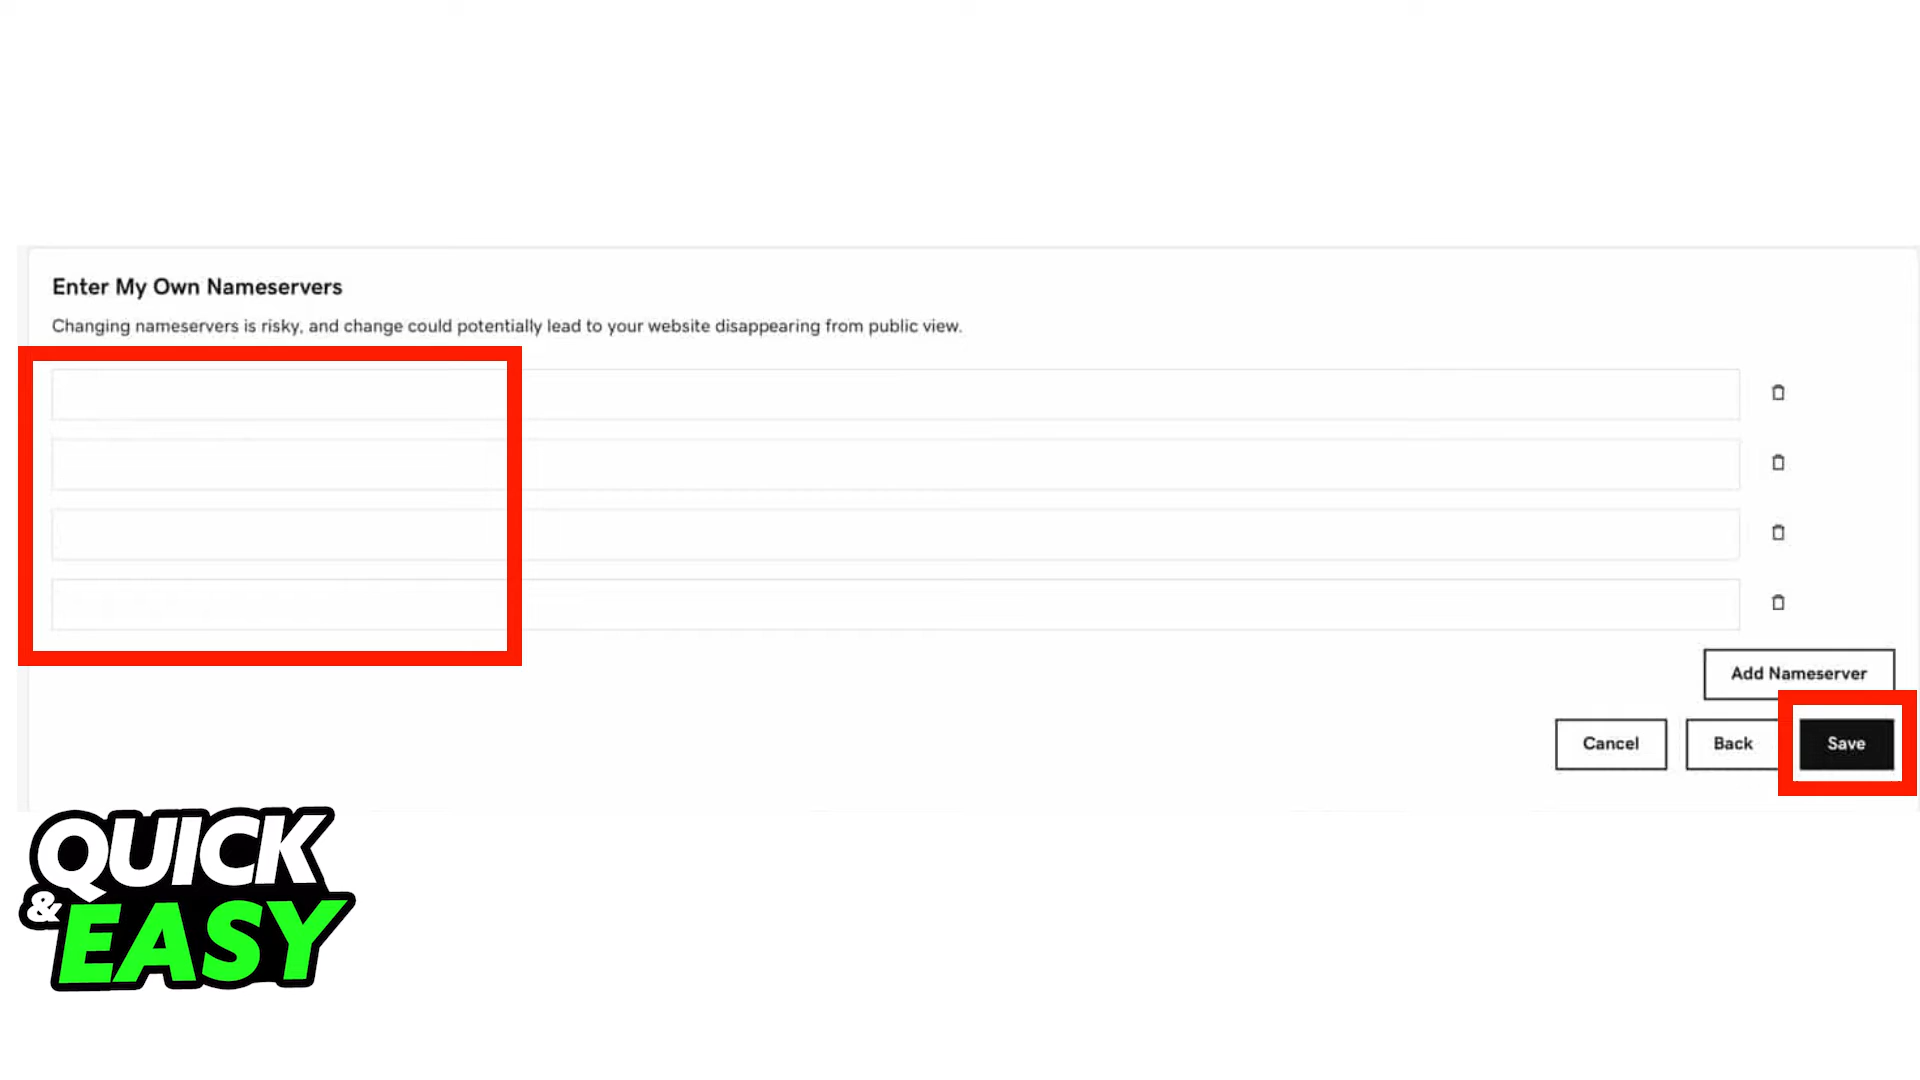 Enter My Own Nameservers
Changing nameservers is risky, and change could potentially lead to your website disappearing from public view.
Add Nameserver
Cancel
Back
Save
QUICK
&EASY